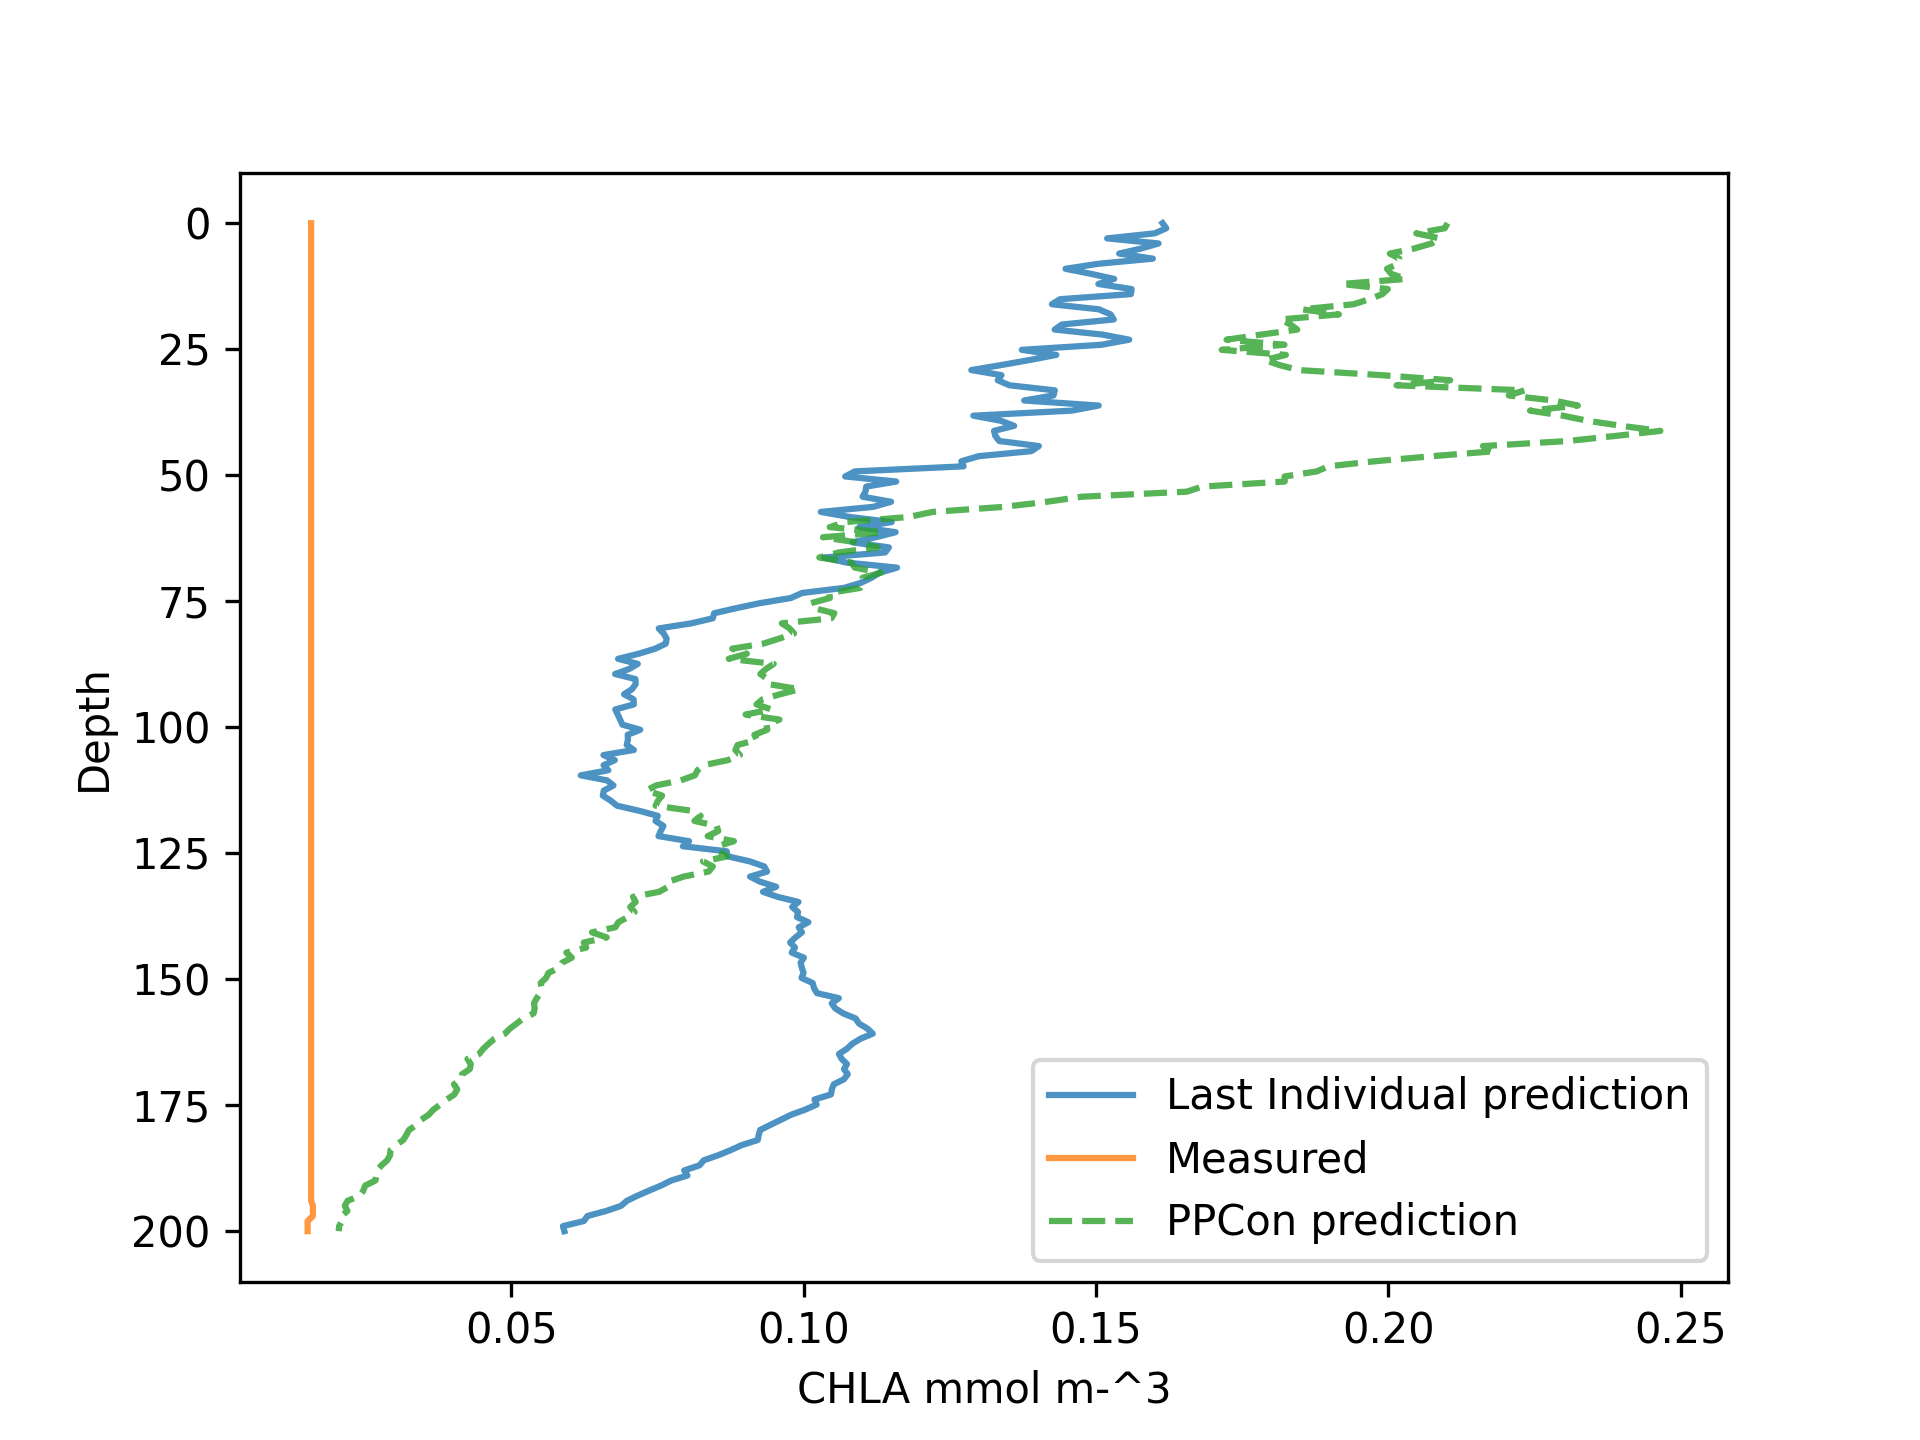 0
25
50
75
100
125
150
175
200
Depth
0.05 0.10 0.15 0.20 0.25
CHLA mmol m-^3
Last Individual prediction
Measured
PPCon prediction